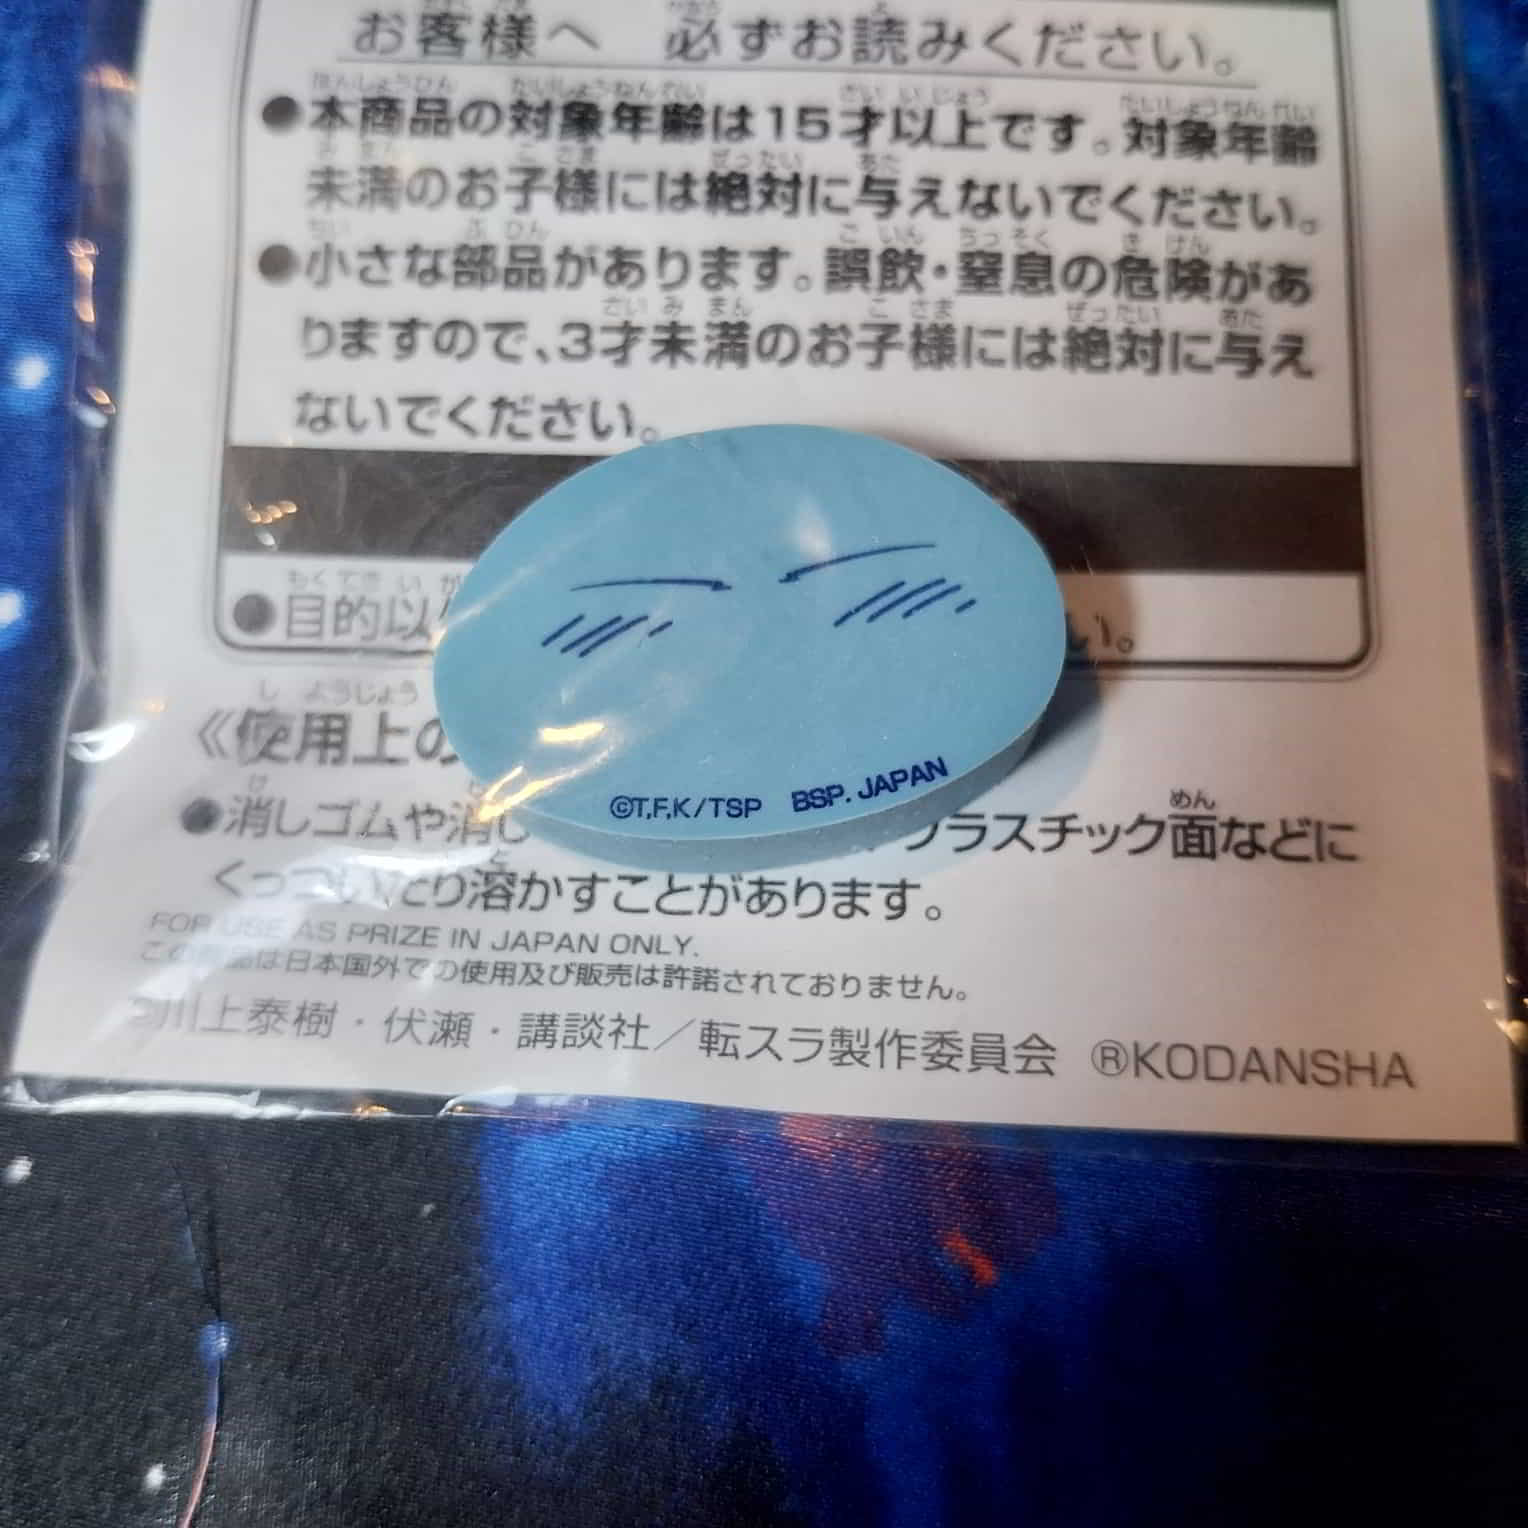 お客様へ 必ずお読みください。
●本商品の対象年齢は15才以上です。対象年齢
未満のお子様には絶対に与えないでください。
●小さな部品があります。誤飲・窒息の危険があ
りますので、3才未満のお子様には絶対に与え
ないでください。
●目的以
い。
《使用上の
●消しゴムや消し
プラスチック面などに
くっついたり溶かすことがあります。
©T,F,K/TSP BSP. JAPAN
FOR USE AS PRIZE IN JAPAN ONLY.
この商品は日本国外での使用及び販売は許諾されておりません。
©川上泰樹・伏瀬・講談社／転スラ製作委員会 ®KODANSHA